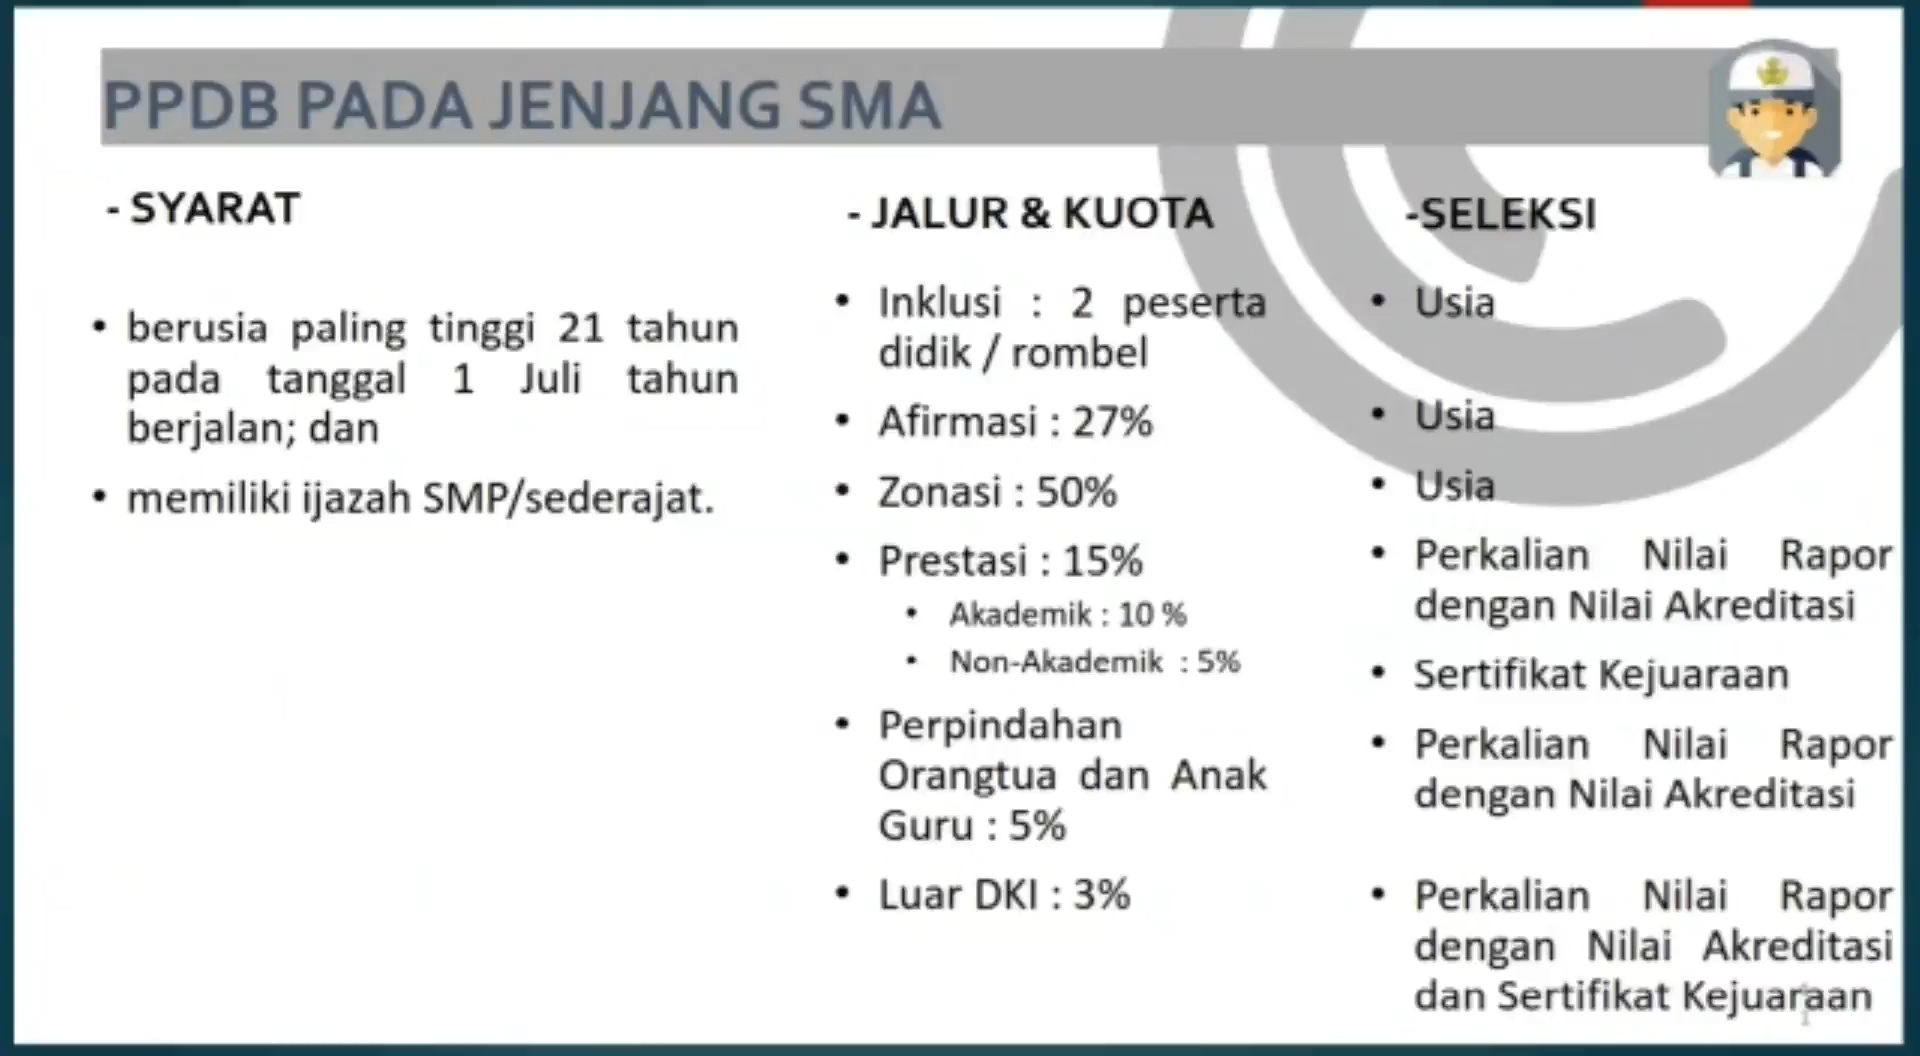 PPDB PADA JENJANG SMA
- SYARAT
• berusia paling tinggi 21 tahun
pada tanggal 1 Juli tahun
berjalan; dan
• memiliki ijazah SMP/sederajat.
- JALUR & KUOTA
• Inklusi : 2 peserta
didik / rombel
• Afirmasi : 27%
• Zonasi : 50%
• Prestasi : 15%
• Akademik : 10 %
• Non-Akademik : 5%
• Perpindahan
Orangtua dan Anak
Guru : 5%
• Luar DKI : 3%
-SELEKSI
• Usia
• Usia
• Usia
• Perkalian Nilai Rapor
dengan Nilai Akreditasi
• Sertifikat Kejuaraan
• Perkalian Nilai Rapor
dengan Nilai Akreditasi
• Perkalian Nilai Rapor
dengan Nilai Akreditasi
dan Sertifikat Kejuaraan